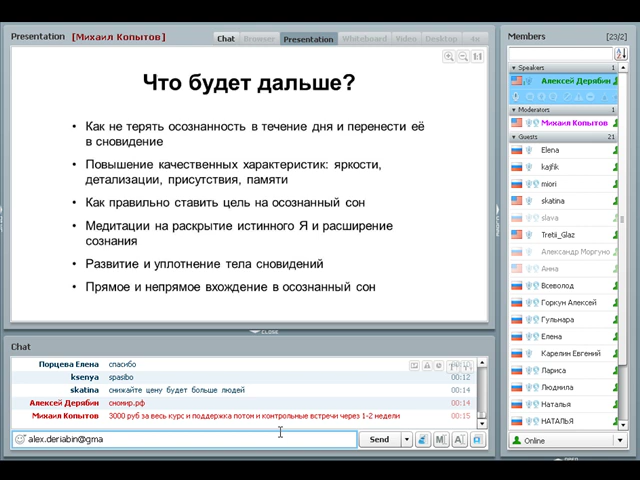 Presentation [Михаил Копытов]
Chat Browser Presentation Whiteboard Video Desktop 4x
Что будет дальше?
• Как не терять осознанность в течение дня и перенести её
в сновидение
• Повышение качественных характеристик: яркости,
детализации, присутствия, памяти
• Как правильно ставить цель на осознанный сон
• Медитации на раскрытие истинного Я и расширение
сознания
• Развитие и уплотнение тела сновидений
• Прямое и непрямое вхождение в осознанный сон
CLOSE
Chat
Порцева Елена спаснбо
ksenya spasibo 00:12
skatina снижайте цену будет больше людей 00:14
Алексей Дерябин сномир.рф 00:14
Михаил Копытов 3000 руб за весь курс и поддержка потом и контрольные встречи через 1-2 недели 00:15
alex.deriabin@gma
Send
Members [23/2]
Speakers 1
Алексей Дерябин
Moderators 1
Михаил Копытов
Guests 21
Elena
kajfik
miori
skatina
slava
Tretii_Glaz
Александр Моргуно
Анна
Всеволод
Горкун Алексей
Гульнара
Елена
Карелин Евгений
Лариса
Людмила
Наталья
НАТАЛЬЯ
Online
OPEN